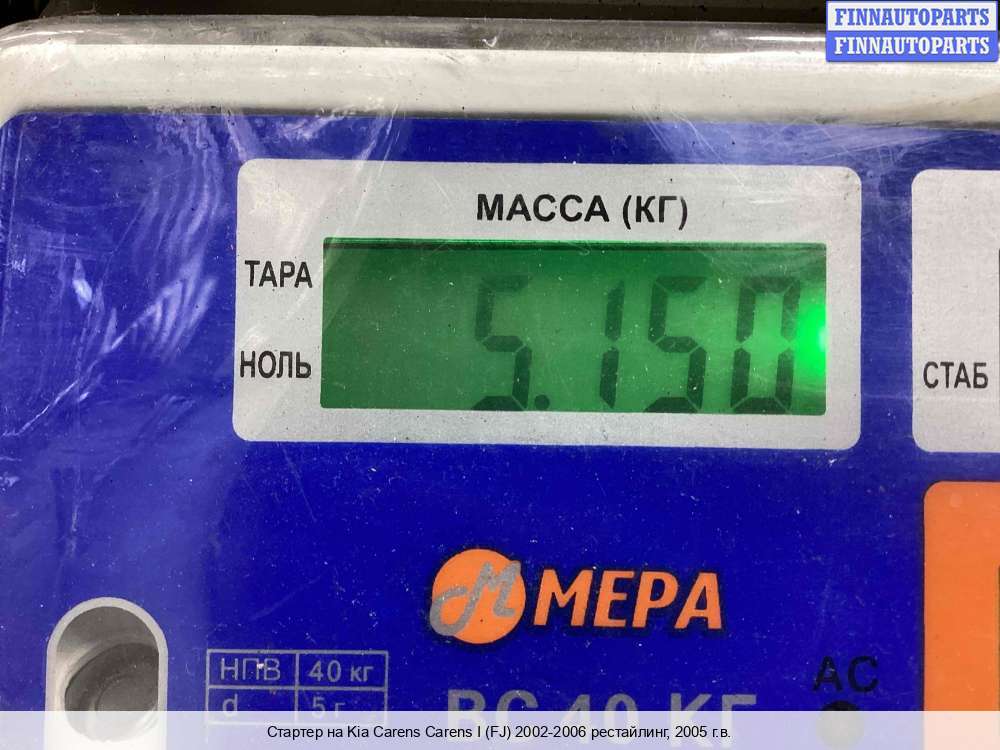 FINNAUTOPARTS
FINNAUTOPARTS
МАССА (КГ)
ТАРА
5.150
НОЛЬ
СТАБ
М МЕРА
АС
НПВ 40 кг
d 5 г
ВС 40 КГ
Стартер на Kia Carens Carens I (FJ) 2002-2006 рестайлинг, 2005 г.в.